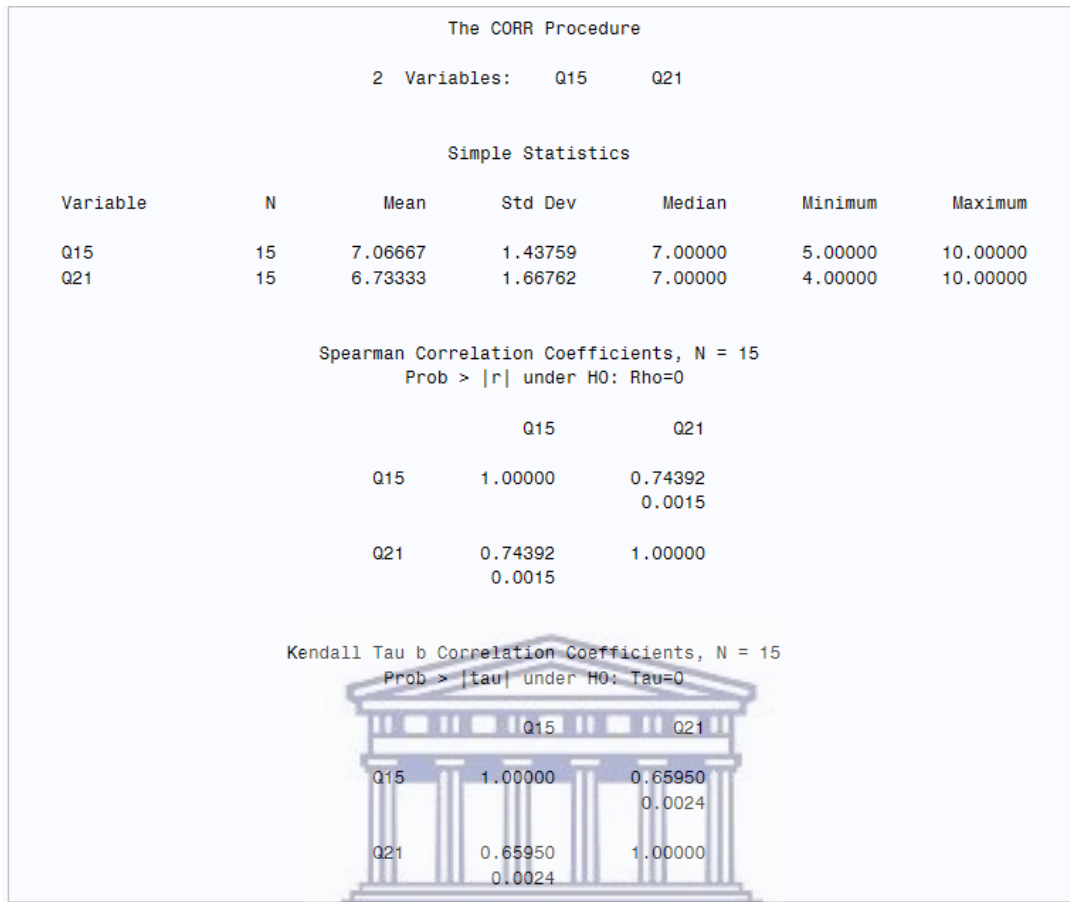 The CORR Procedure
2 Variables: Q15 Q21
Simple Statistics
Variable N Mean Std Dev Median Minimum Maximum
Q15 15 7.06667 1.43759 7.00000 5.00000 10.00000
Q21 15 6.73333 1.66762 7.00000 4.00000 10.00000
Spearman Correlation Coefficients, N = 15
Prob > |r| under H0: Rho=0
Q15 Q21
Q15 1.00000 0.74392
0.0015
Q21 0.74392 1.00000
0.0015
Kendall Tau b Correlation Coefficients, N = 15
Prob > |tau| under H0: Tau=0
Q15 Q21
Q15 1.00000 0.65950
0.0024
Q21 0.65950 1.00000
0.0024